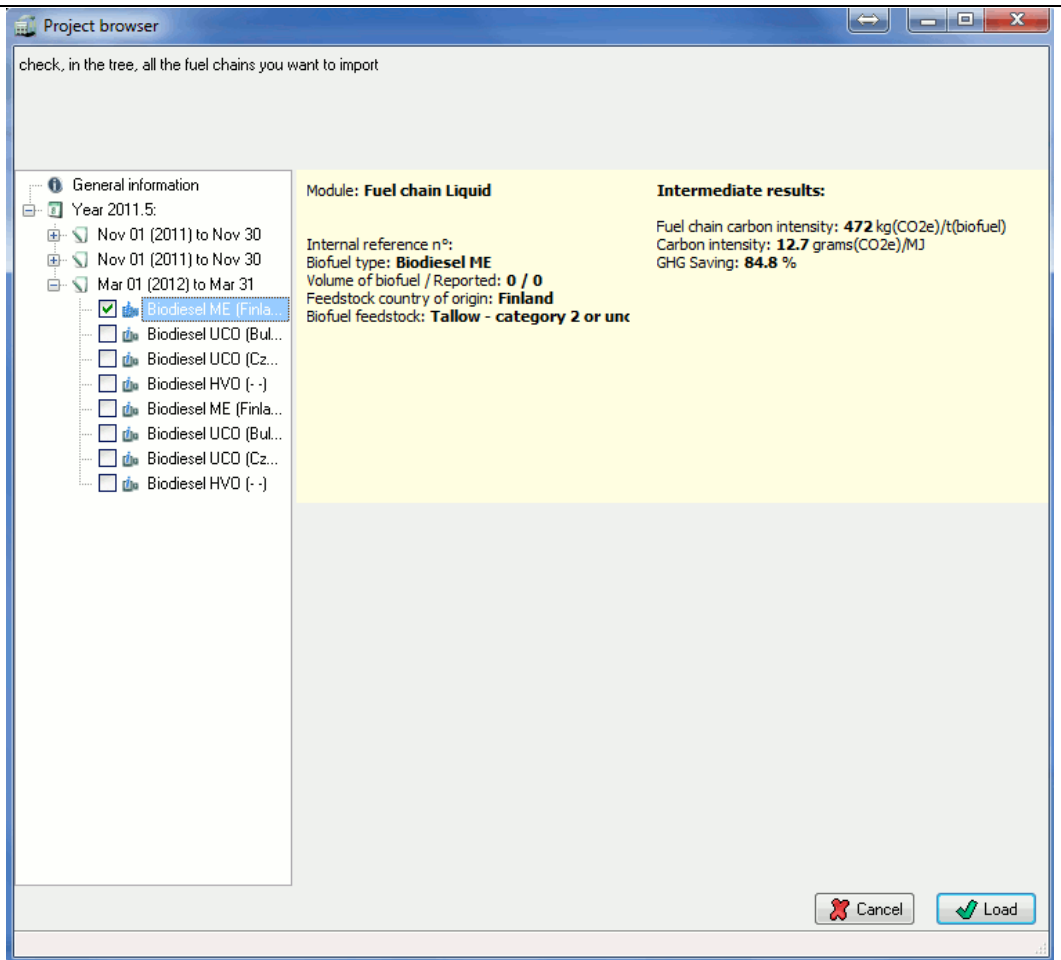 Project browser
check, in the tree, all the fuel chains you want to import
General information
Year 2011.5:
Nov 01 (2011) to Nov 30
Nov 01 (2011) to Nov 30
Mar 01 (2012) to Mar 31
Biodiesel ME (Finla...
Biodiesel UCO (Bul...
Biodiesel UCO (Cz...
Biodiesel HVO (- -)
Biodiesel ME (Finla...
Biodiesel UCO (Bul...
Biodiesel UCO (Cz...
Biodiesel HVO (- -)
Module: Fuel chain Liquid
Internal reference nº:
Biofuel type: Biodiesel ME
Volume of biofuel / Reported: 0 / 0
Feedstock country of origin: Finland
Biofuel feedstock: Tallow - category 2 or unc
Intermediate results:
Fuel chain carbon intensity: 472 kg(CO2e)/t(biofuel)
Carbon intensity: 12.7 grams(CO2e)/MJ
GHG Saving: 84.8 %
Cancel
Load